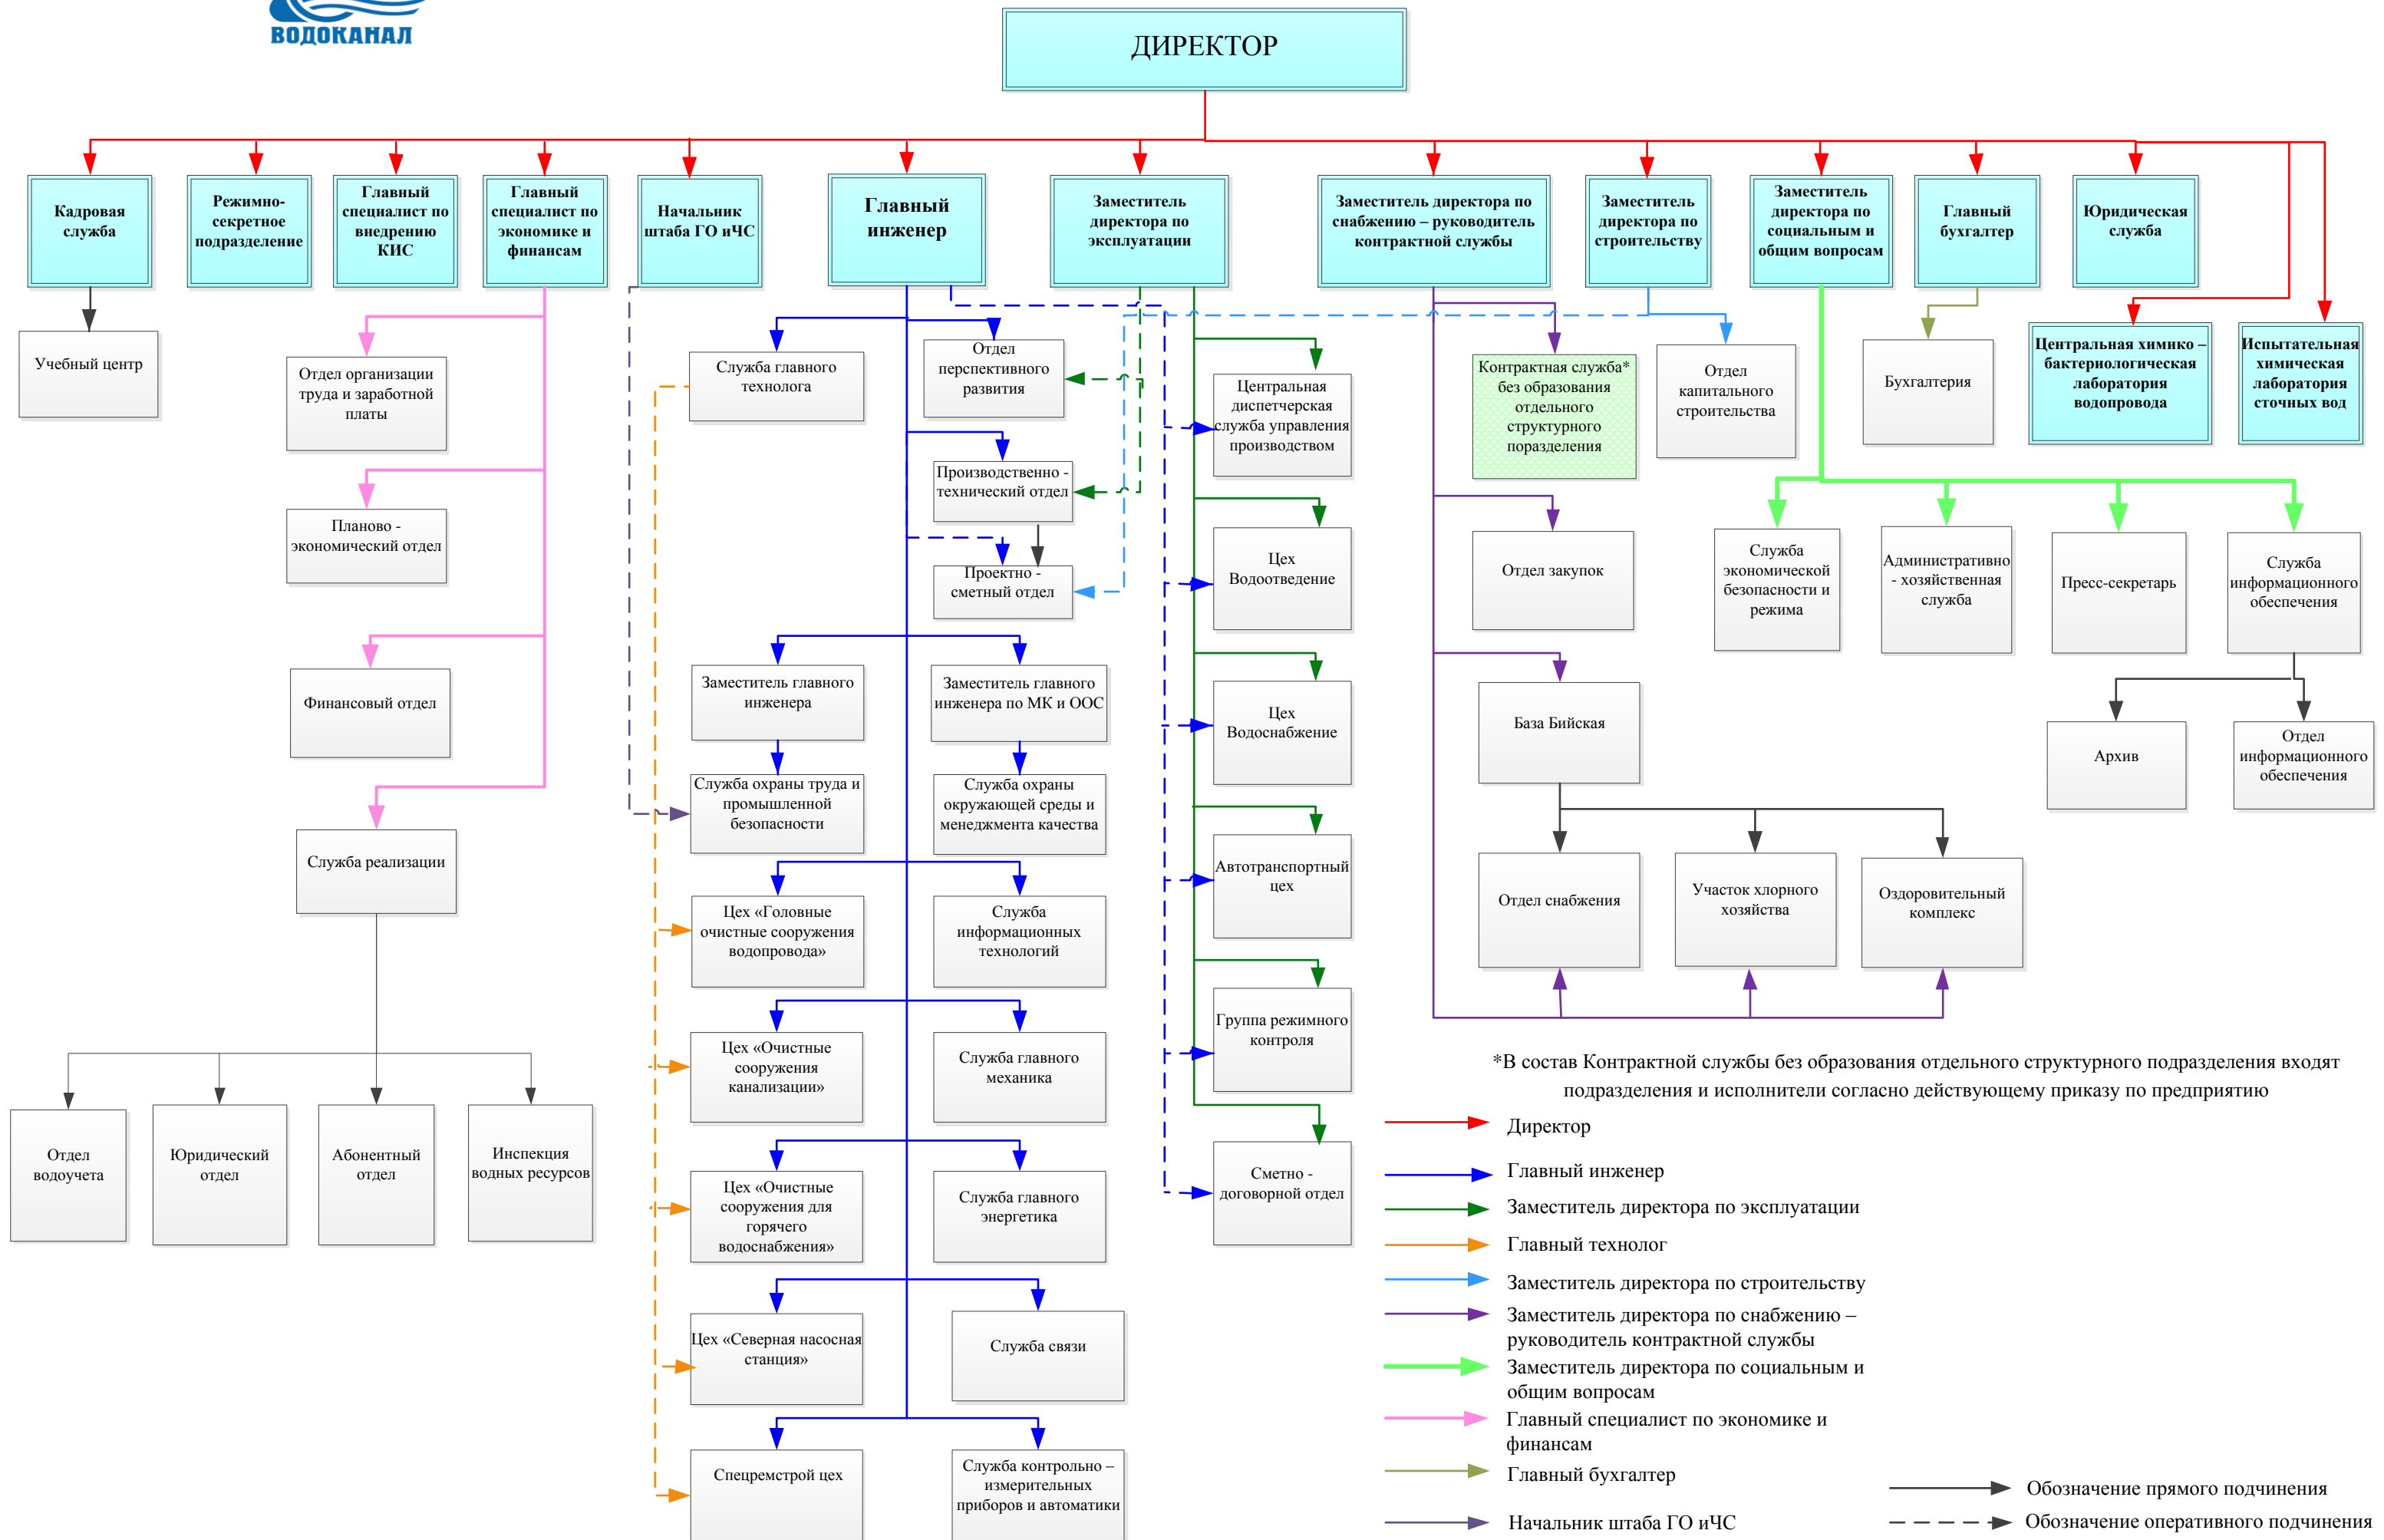 ВОДОКАНАЛ
ДИРЕКТОР
Кадровая
служба
Режимно-
секретное
подразделение
Главный
специалист по
внедрению
КИС
Главный
специалист по
экономике и
финансам
Начальник
штаба ГО иЧС
Главный
инженер
Заместитель
директора по
эксплуатации
Заместитель директора по
снабжению – руководитель
контрактной службы
Заместитель
директора по
строительству
Заместитель
директора по
социальным и
общим вопросам
Главный
бухгалтер
Юридическая
служба
Учебный центр
Отдел организации
труда и заработной
платы
Служба главного
технолога
Отдел
перспективного
развития
Центральная
диспетчерская
служба управления
производством
Контрактная служба*
без образования
отдельного
структурного
поразделения
Отдел
капитального
строительства
Бухгалтерия
Центральная химико –
бактериологическая
лаборатория
водопровода
Испытательная
химическая
лаборатория
сточных вод
Планово -
экономический отдел
Производственно -
технический отдел
Проектно -
сметный отдел
Цех
Водоотведение
Отдел закупок
Служба
экономической
безопасности и
режима
Административно
- хозяйственная
служба
Пресс-секретарь
Служба
информационного
обеспечения
Финансовый отдел
Заместитель главного
инженера
Заместитель главного
инженера по МК и ООС
Цех
Водоснабжение
База Бийская
Архив
Отдел
информационного
обеспечения
Служба охраны труда и
промышленной
безопасности
Служба охраны
окружающей среды и
менеджмента качества
Служба реализации
Автотранспортный
цех
Отдел снабжения
Участок хлорного
хозяйства
Оздоровительный
комплекс
Цех «Головные
очистные сооружения
водопровода»
Служба
информационных
технологий
Группа режимного
контроля
Цех «Очистные
сооружения
канализации»
Служба главного
механика
Отдел
водоучета
Юридический
отдел
Абонентный
отдел
Инспекция
водных ресурсов
Цех «Очистные
сооружения для
горячего
водоснабжения»
Служба главного
энергетика
Сметно -
договорной отдел
Цех «Северная насосная
станция»
Служба связи
Спецремстрой цех
Служба контрольно –
измерительных
приборов и автоматики
*В состав Контрактной службы без образования отдельного структурного подразделения входят
подразделения и исполнители согласно действующему приказу по предприятию
Директор
Главный инженер
Заместитель директора по эксплуатации
Главный технолог
Заместитель директора по строительству
Заместитель директора по снабжению –
руководитель контрактной службы
Заместитель директора по социальным и
общим вопросам
Главный специалист по экономике и
финансам
Главный бухгалтер
Начальник штаба ГО иЧС
Обозначение прямого подчинения
Обозначение оперативного подчинения